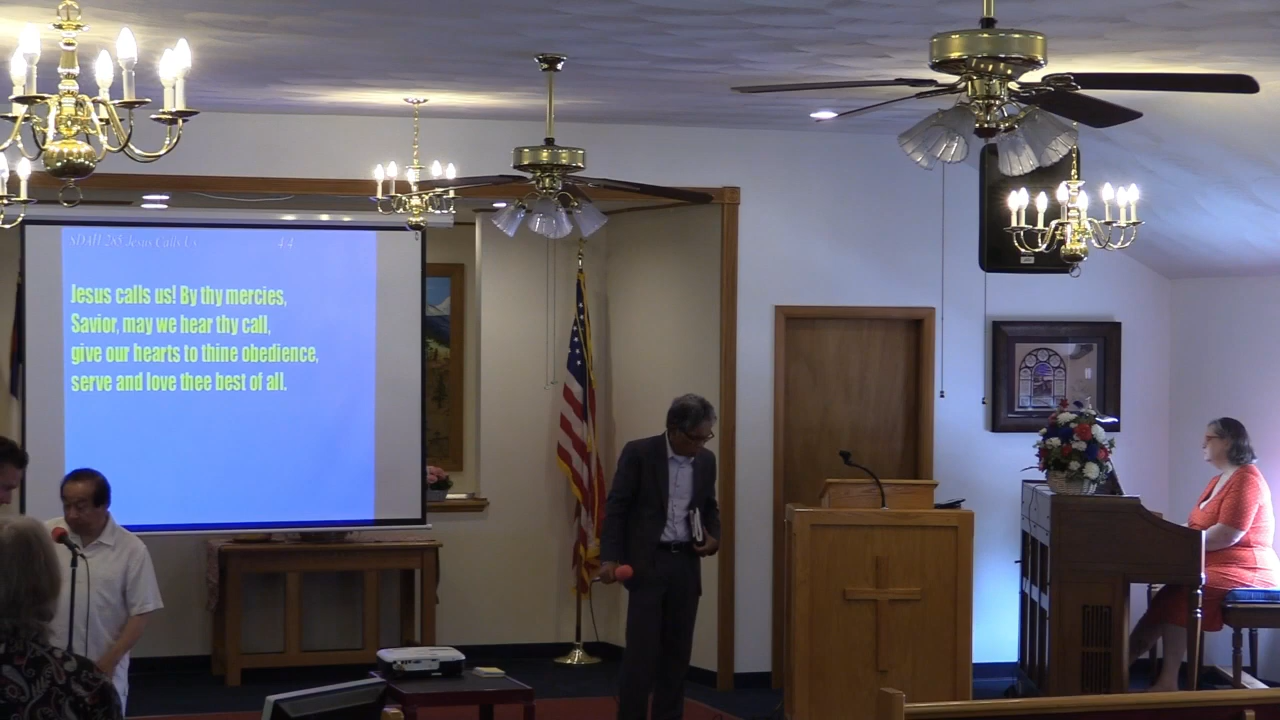 SDAH 285 Jesus Calls Us 4/4
Jesus calls us! By thy mercies,
Savior, may we hear thy call,
give our hearts to thine obedience,
serve and love thee best of all.